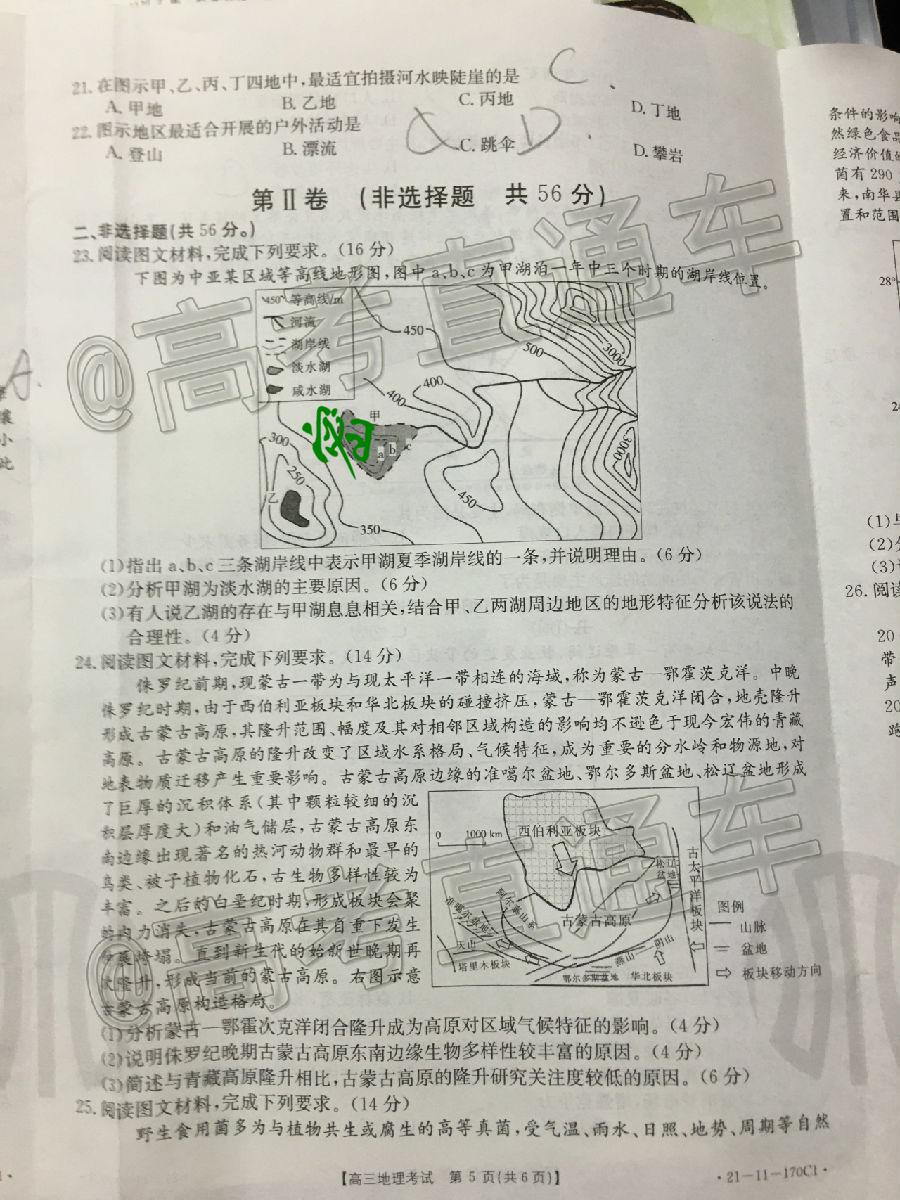 21. 在图示甲、乙、丙、丁四地中，最适宜拍摄河水映陡崖的是 C.
A. 甲地 B. 乙地 C. 丙地 D. 丁地
22. 图示地区最适合开展的户外活动是 D.
A. 登山 B. 漂流 C. 跳伞 D. 攀岩
第Ⅱ卷 (非选择题 共56分)
二、非选择题(共56分。)
23. 阅读图文材料,完成下列要求。(16分)
下图为中亚某区域等高线地形图,图中a、b、c为甲湖泊一年中三个时期的湖岸线位置。
450 等高线/m
河流
湖岸线
淡水湖
咸水湖
450
500
3000
400
400
甲
a b c
300
250
乙
450
4000
350
(1)指出a、b、c三条湖岸线中表示甲湖夏季湖岸线的一条,并说明理由。(6分)
(2)分析甲湖为淡水湖的主要原因。(6分)
(3)有人说乙湖的存在与甲湖息息相关,结合甲、乙两湖周边地区的地形特征分析该说法的
合理性。(4分)
24. 阅读图文材料,完成下列要求。(14分)
侏罗纪前期,现蒙古一带为与现太平洋一带相连的海域,称为蒙古—鄂霍茨克洋。中晚
侏罗纪时期,由于西伯利亚板块和华北板块的碰撞挤压,蒙古—鄂霍茨克洋闭合,地壳隆升
形成古蒙古高原,其隆升范围、幅度及其对相邻区域构造的影响均不逊色于现今宏伟的青藏
高原。古蒙古高原的隆升改变了区域水系格局、气候特征,成为重要的分水岭和物源地,对
地表物质迁移产生重要影响。古蒙古高原边缘的准噶尔盆地、鄂尔多斯盆地、松辽盆地形成
了巨厚的沉积体系(其中颗粒较细的沉
积层厚度大)和油气储层,古蒙古高原东
南边缘出现著名的热河动物群和最早的
鸟类、被子植物化石,古生物多样性较为
丰富。之后的白垩纪时期,形成板块会聚
的内力消失,古蒙古高原在其自重下发生
垮塌。直到新生代的始新世晚期再
次隆升,形成当前的蒙古高原。右图示意
古蒙古高原构造格局。
0 1000 km
西伯利亚板块
松辽盆地
古太平洋板块
准噶尔盆地
阿尔泰山脉
古蒙古高原
天山
塔里木板块
燕山—阴山
鄂尔多斯盆地
华北板块
图例
山脉
盆地
板块移动方向
(1)分析蒙古—鄂霍次克洋闭合隆升成为高原对区域气候特征的影响。(4分)
(2)说明侏罗纪晚期古蒙古高原东南边缘生物多样性较丰富的原因。(4分)
(3)简述与青藏高原隆升相比,古蒙古高原的隆升研究关注度较低的原因。(6分)
25. 阅读图文材料,完成下列要求。(14分)
野生食用菌多为与植物共生或腐生的高等真菌,受气温、雨水、日照、地势、周期等自然
【高三地理考试 第5页(共6页)】
·21-11-170C1·
条件的影响
然绿色食品
经济价值的
菌有290
来,南华县
置和范围
28°
(1)与
(2)分
(3)
26. 阅读
20
带
声
20
A.
壤
小
此
@高考直通车
@高考直通车